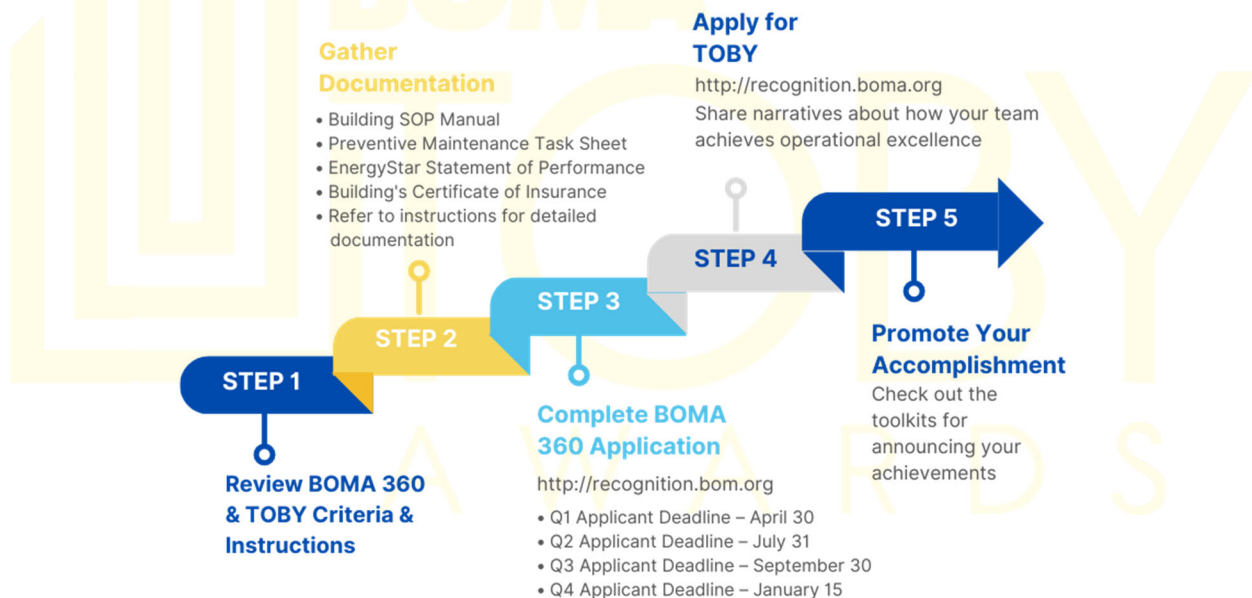 BOMA
TOBY
AWARDS
Gather
Documentation
• Building SOP Manual
• Preventive Maintenance Task Sheet
• EnergyStar Statement of Performance
• Building's Certificate of Insurance
• Refer to instructions for detailed
documentation
Apply for
TOBY
http://recognition.boma.org
Share narratives about how your team
achieves operational excellence
STEP 1
STEP 2
STEP 3
STEP 4
STEP 5
Review BOMA 360
& TOBY Criteria &
Instructions
Complete BOMA
360 Application
http://recognition.bom.org
• Q1 Applicant Deadline – April 30
• Q2 Applicant Deadline – July 31
• Q3 Applicant Deadline – September 30
• Q4 Applicant Deadline – January 15
Promote Your
Accomplishment
Check out the
toolkits for
announcing your
achievements